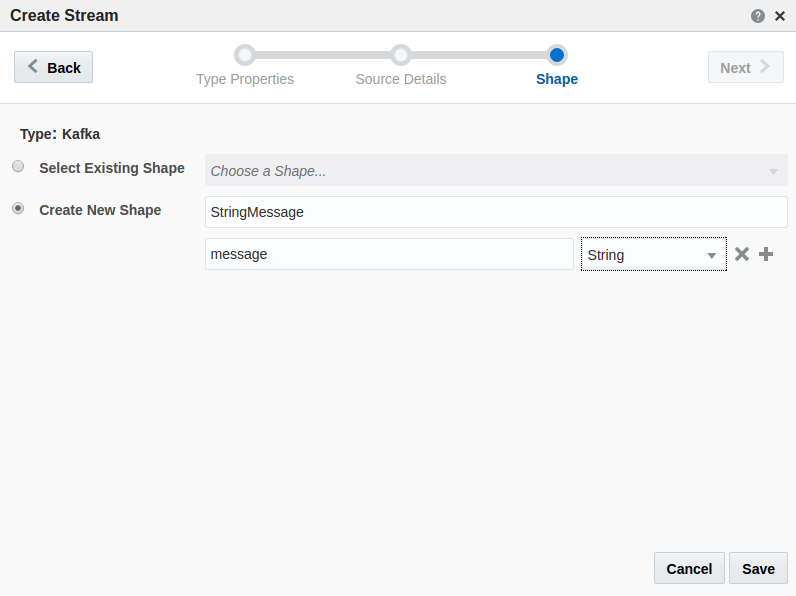 Create Stream
Back
Next
Type Properties
Source Details
Shape
Type: Kafka
Select Existing Shape
Choose a Shape...
Create New Shape
StringMessage
message
String
Cancel
Save